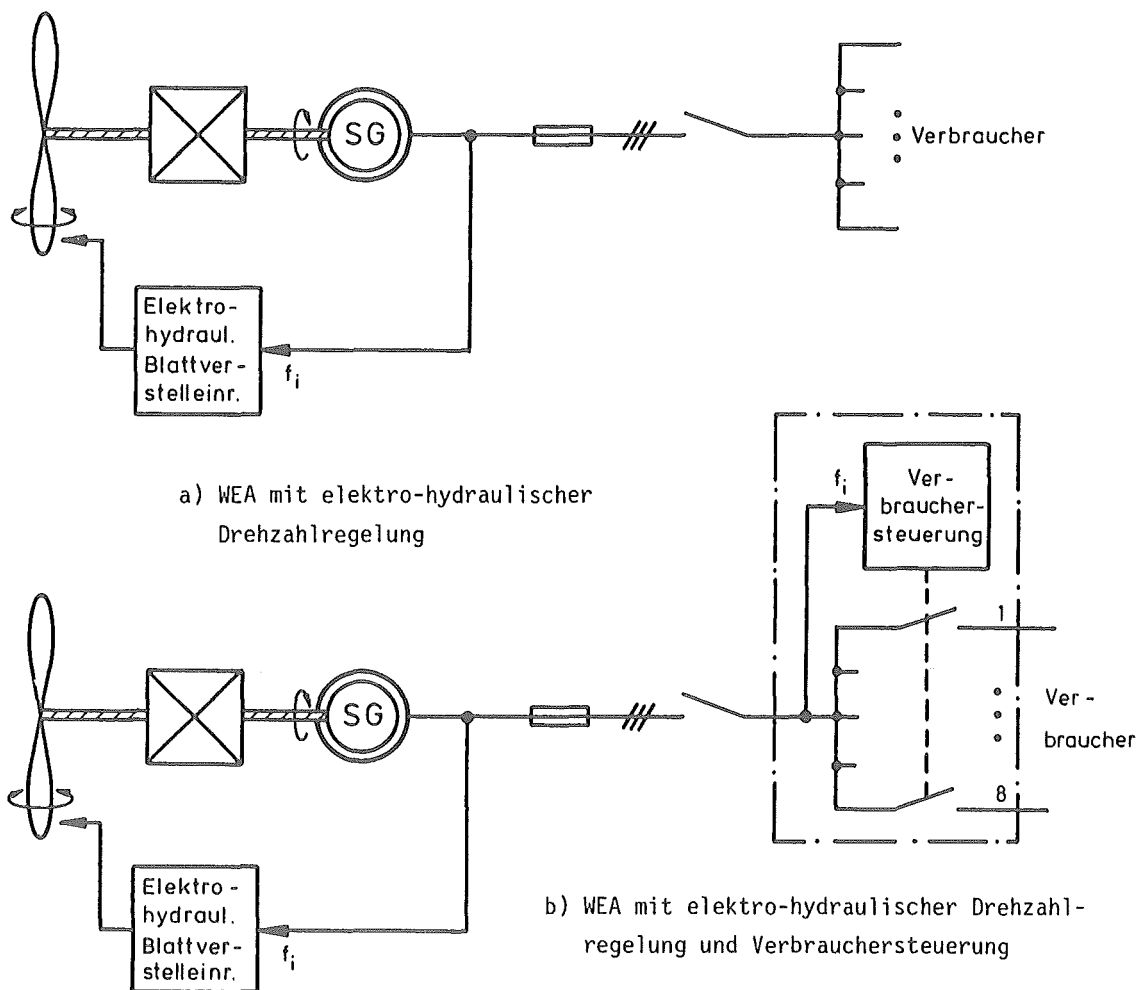 SG
Verbraucher
Elektro-
hydraul.
Blattver-
stelleinr.
f_i
a) WEA mit elektro-hydraulischer
Drehzahlregelung
f_i
Ver-
braucher-
steuerung
1
SG
Ver-
braucher
8
Elektro-
hydraul.
Blattver-
stelleinr.
f_i
b) WEA mit elektro-hydraulischer Drehzahl-
regelung und Verbrauchersteuerung